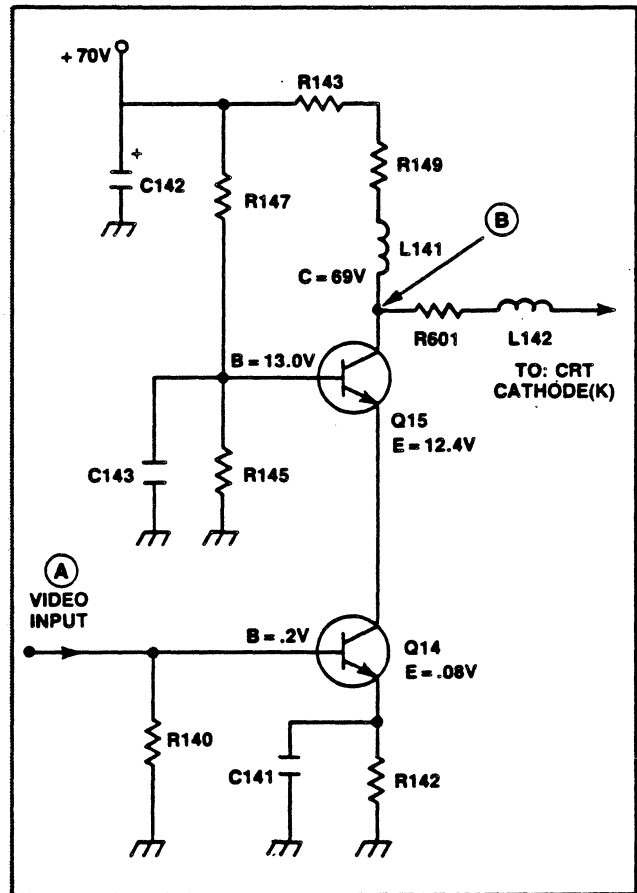 +70V
R143
+
C142
R147
R149
L141
B
C = 69V
R601
L142
TO: CRT
CATHODE(K)
B = 13.0V
Q15
E = 12.4V
C143
R145
A
VIDEO
INPUT
B = .2V
Q14
E = .08V
R140
C141
R142